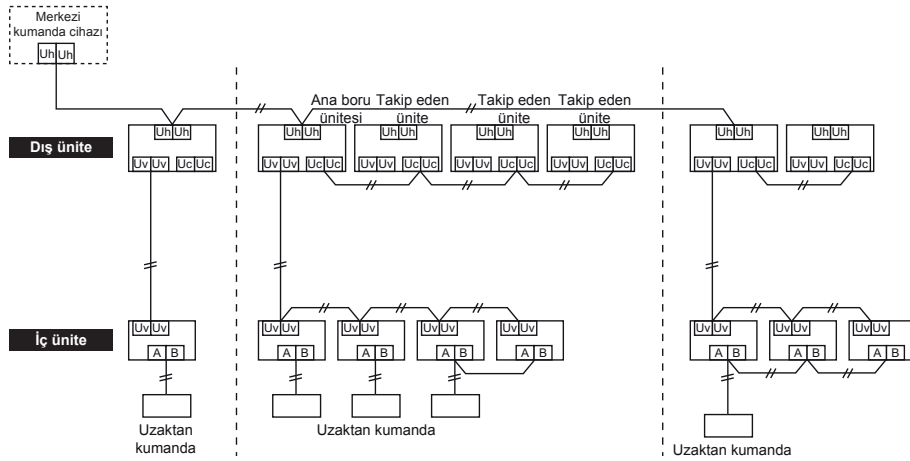 Merkezi
kumanda cihazı
Uh Uh
Ana boru ünitesi
Takip eden ünite
Takip eden ünite
Takip eden ünite
Dış ünite
Uh Uh
Uh Uh
Uh Uh
Uh Uh
Uh Uh
Uh Uh
Uh Uh
Uv Uv Uc Uc
Uv Uv Uc Uc
Uv Uv Uc Uc
Uv Uv Uc Uc
Uv Uv Uc Uc
Uv Uv Uc Uc
Uv Uv Uc Uc
İç ünite
Uv Uv
Uv Uv
Uv Uv
Uv Uv
Uv Uv
Uv Uv
Uv Uv
Uv Uv
A B
A B
A B
A B
A B
A B
A B
A B
Uzaktan
kumanda
Uzaktan kumanda
Uzaktan kumanda